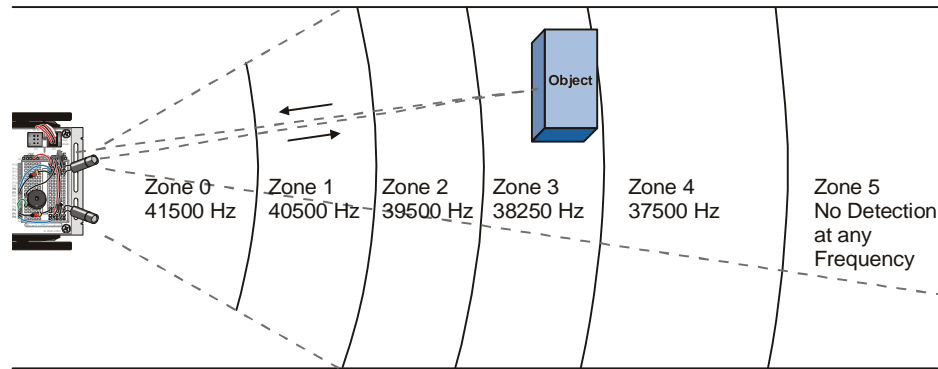 Object
Zone 0
41500 Hz
Zone 1
40500 Hz
Zone 2
39500 Hz
Zone 3
38250 Hz
Zone 4
37500 Hz
Zone 5
No Detection
at any
Frequency